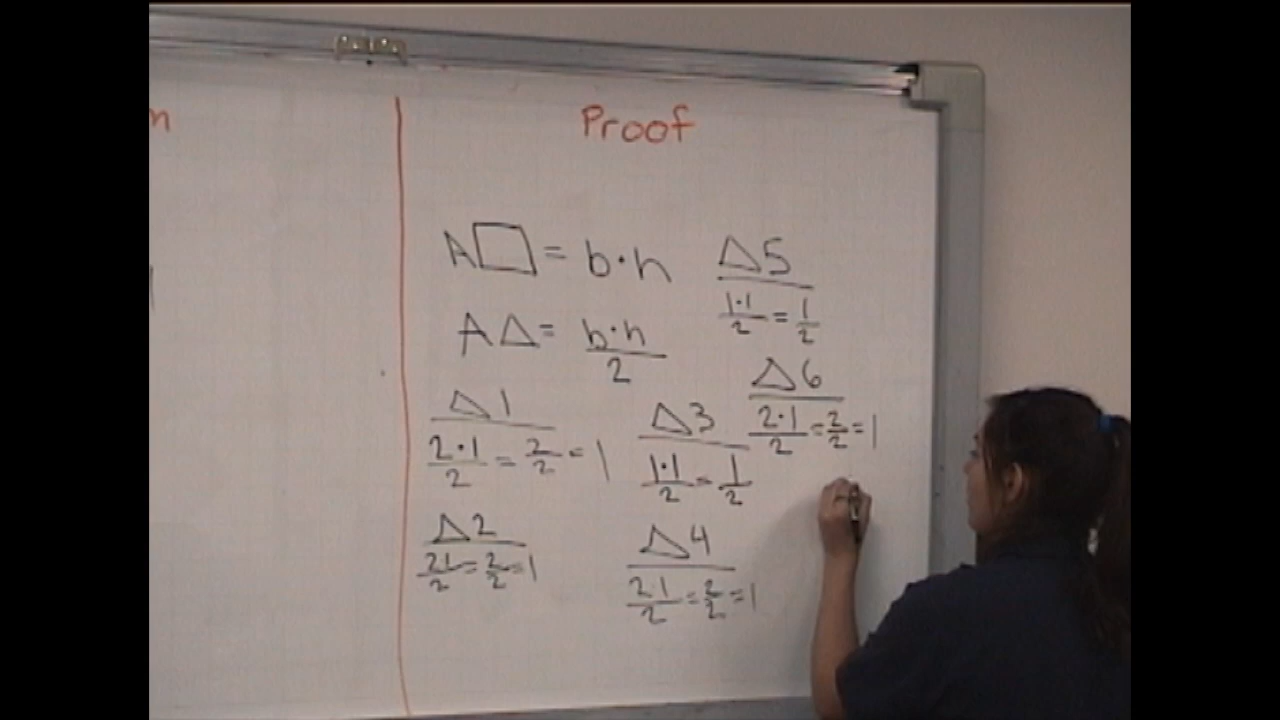 n
Proof
A□ = b·h
A△ = b·h/2
△1
2·1/2 = 2/2 = 1
△2
2·1/2 = 2/2 = 1
△3
1·1/2 = 1/2
△4
2·1/2 = 2/2 = 1
△5
1·1/2 = 1/2
△6
2·1/2 = 2/2 = 1